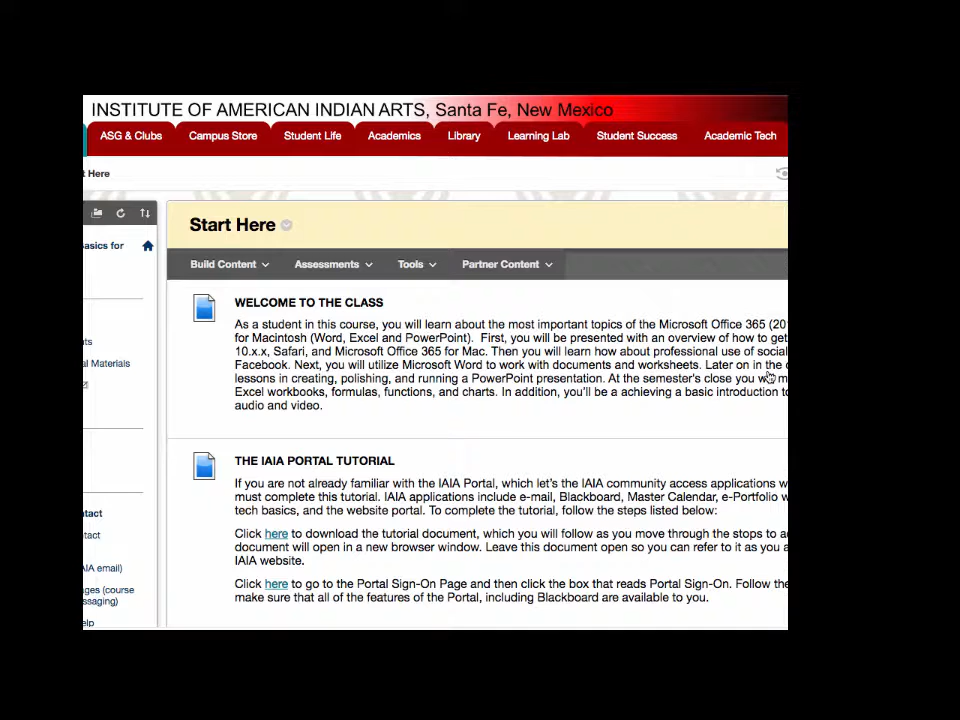 INSTITUTE OF AMERICAN INDIAN ARTS, Santa Fe, New Mexico
ASG & Clubs Campus Store Student Life Academics Library Learning Lab Student Success Academic Tech
t Here
Start Here
asics for
Build Content Assessments Tools Partner Content
WELCOME TO THE CLASS
As a student in this course, you will learn about the most important topics of the Microsoft Office 365 (20
for Macintosh (Word, Excel and PowerPoint). First, you will be presented with an overview of how to get
10.x.x, Safari, and Microsoft Office 365 for Mac. Then you will learn how about professional use of social
Facebook. Next, you will utilize Microsoft Word to work with documents and worksheets. Later on in the
lessons in creating, polishing, and running a PowerPoint presentation. At the semester's close you
Excel workbooks, formulas, functions, and charts. In addition, you'll be a achieving a basic introduction to
audio and video.
nts
al Materials
THE IAIA PORTAL TUTORIAL
If you are not already familiar with the IAIA Portal, which let's the IAIA community access applications w
must complete this tutorial. IAIA applications include e-mail, Blackboard, Master Calendar, e-Portfolio w
tech basics, and the website portal. To complete the tutorial, follow the steps listed below:
Click here to download the tutorial document, which you will follow as you move through the steps to a
document will open in a new browser window. Leave this document open so you can refer to it as you a
IAIA website.
Click here to go to the Portal Sign-On Page and then click the box that reads Portal Sign-On. Follow the
make sure that all of the features of the Portal, including Blackboard are available to you.
ntact
tact
AIA email)
ges (course
ssaging)
elp